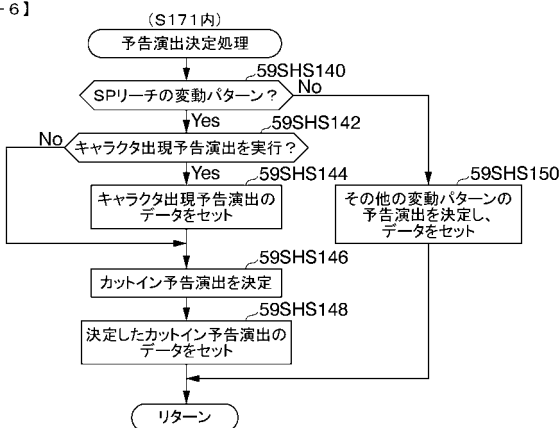 -6】
(S171内)
予告演出決定処理
59SHS140
SPリーチの変動パターン?
No
Yes
59SHS142
No
キャラクタ出現予告演出を実行?
Yes
59SHS144
59SHS150
キャラクタ出現予告演出の
データをセット
その他の変動パターンの
予告演出を決定し、
データをセット
59SHS146
カットイン予告演出を決定
59SHS148
決定したカットイン予告演出の
データをセット
リターン